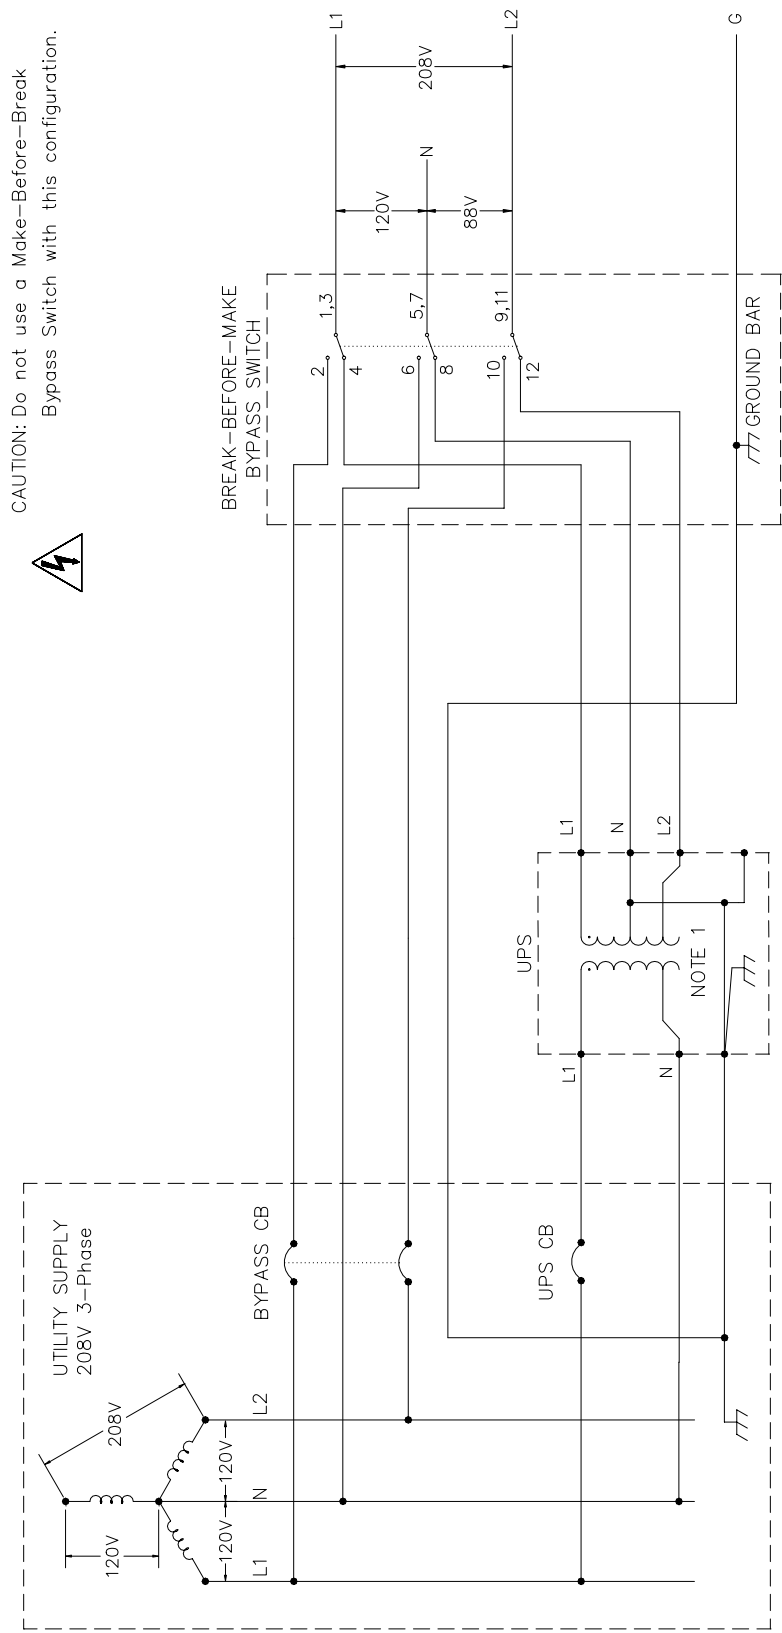 CAUTION: Do not use a Make-Before-Break
Bypass Switch with this configuration.
UTILITY SUPPLY
208V 3-Phase
208V
120V
120V
120V
L1
N
L2
BYPASS CB
UPS CB
L1
N
UPS
NOTE 1
L1
N
L2
BREAK-BEFORE-MAKE
BYPASS SWITCH
2
4
1,3
6
8
5,7
10
12
9,11
GROUND BAR
120V
88V
N
208V
L1
L2
G